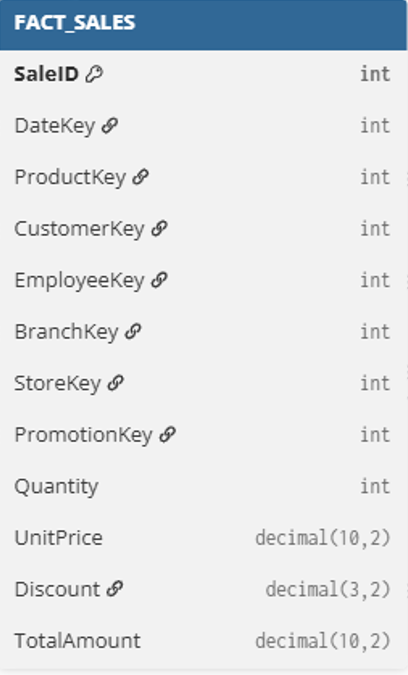 FACT_SALES
SaleID int
DateKey int
ProductKey int
CustomerKey int
EmployeeKey int
BranchKey int
StoreKey int
PromotionKey int
Quantity int
UnitPrice decimal(10,2)
Discount decimal(3,2)
TotalAmount decimal(10,2)